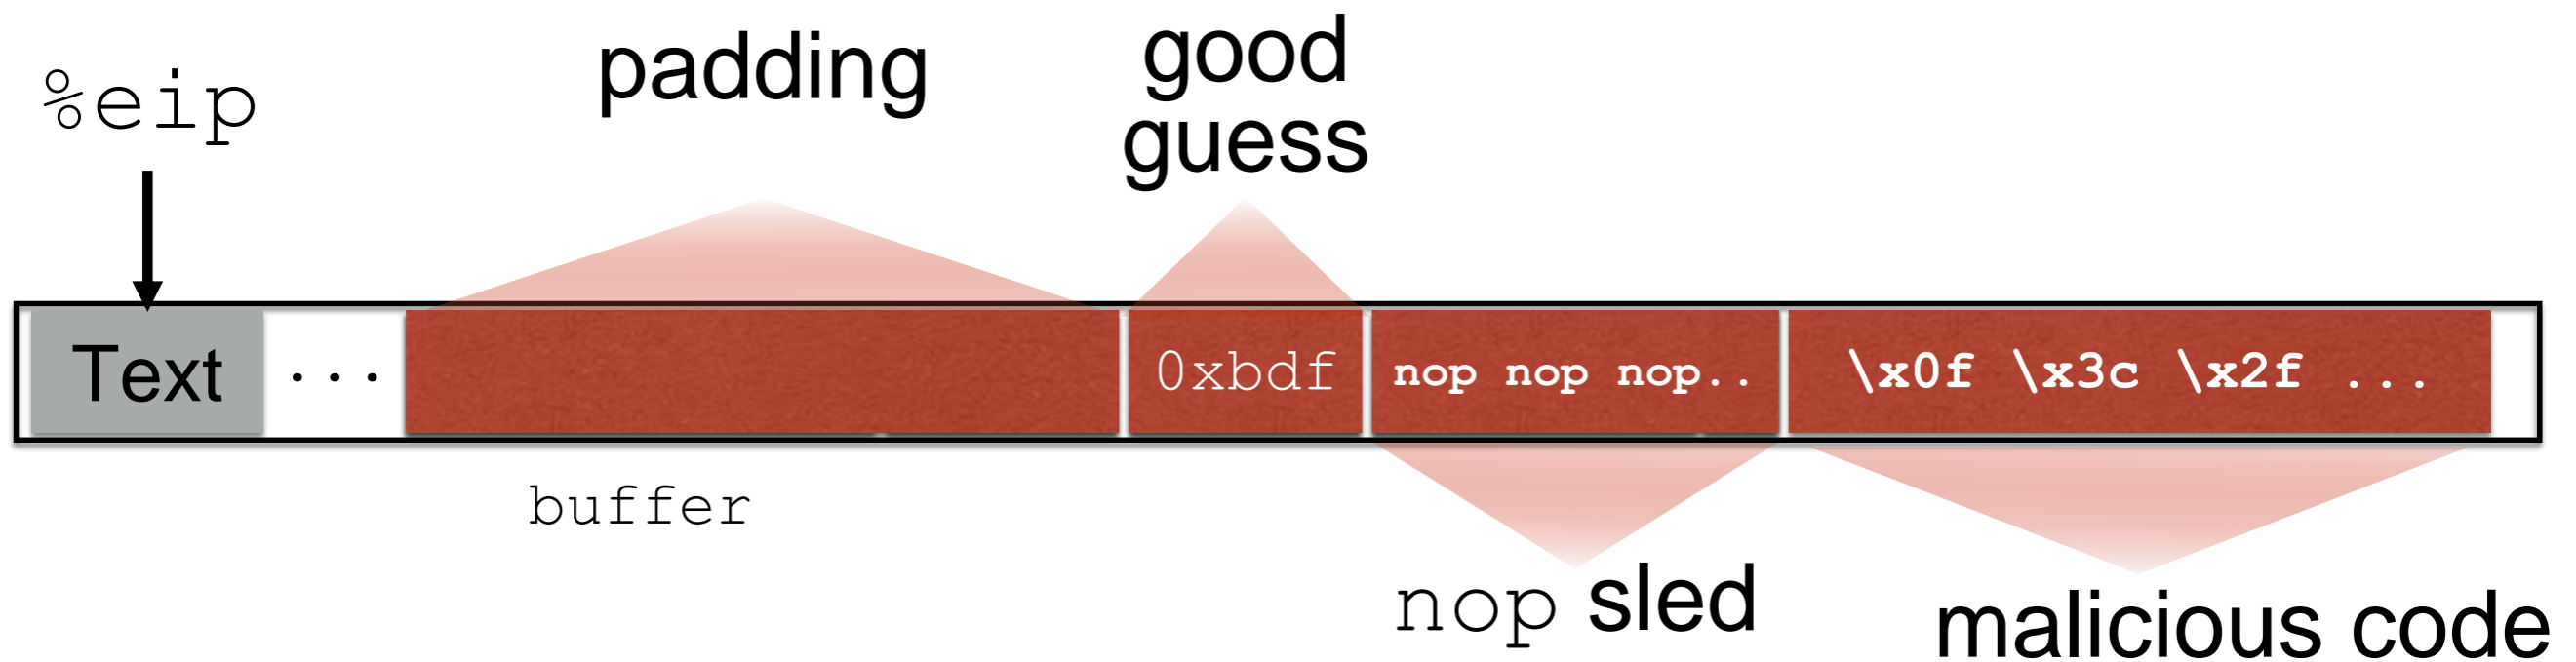 %eip
padding
good
guess
Text ... 0xbdf nop nop nop.. \x0f \x3c \x2f ...
buffer
nop sled
malicious code